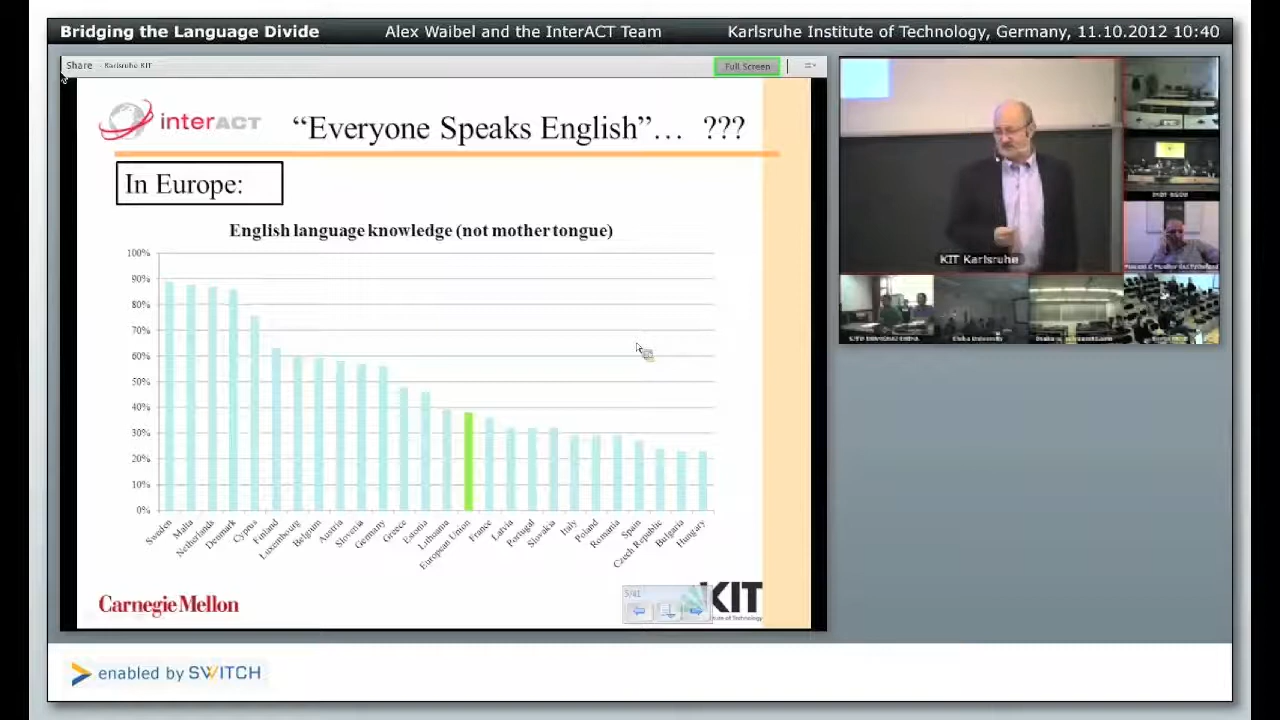 Bridging the Language Divide
Alex Waibel and the InterACT Team
Karlsruhe Institute of Technology, Germany, 11.10.2012 10:40
Share - Karlsruhe KIT
Full Screen
interACT
“Everyone Speaks English”… ???
In Europe:
English language knowledge (not mother tongue)
100%
90%
80%
70%
60%
50%
40%
30%
20%
10%
0%
Sweden
Malta
Netherlands
Denmark
Cyprus
Finland
Luxembourg
Belgium
Austria
Slovenia
Germany
Greece
Estonia
Lithuania
European Union
France
Latvia
Portugal
Slovakia
Italy
Poland
Romania
Spain
Czech Republic
Bulgaria
Hungary
Carnegie Mellon
5/41
KIT
KIT Karlsruhe
enabled by SWITCH